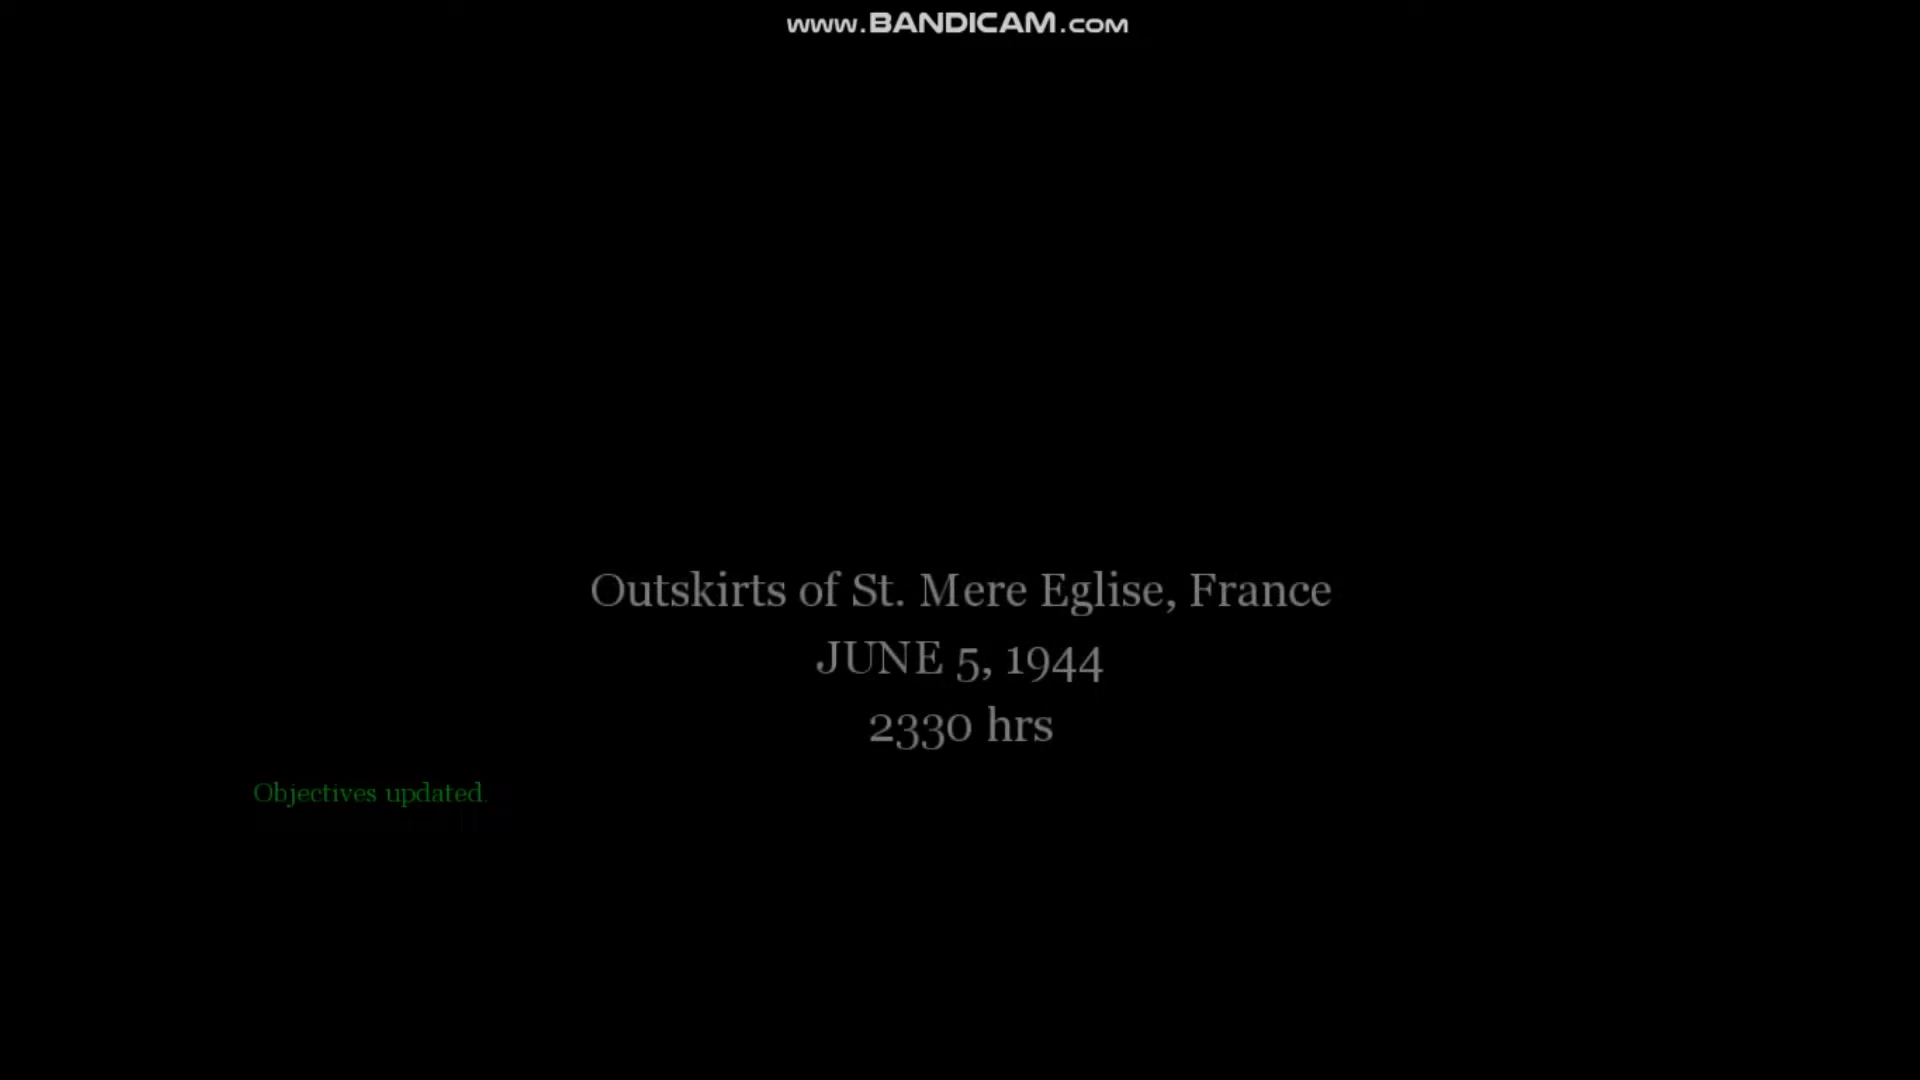 www.BANDICAM.com
Outskirts of St. Mere Eglise, France
JUNE 5, 1944
2330 hrs
Objectives updated.